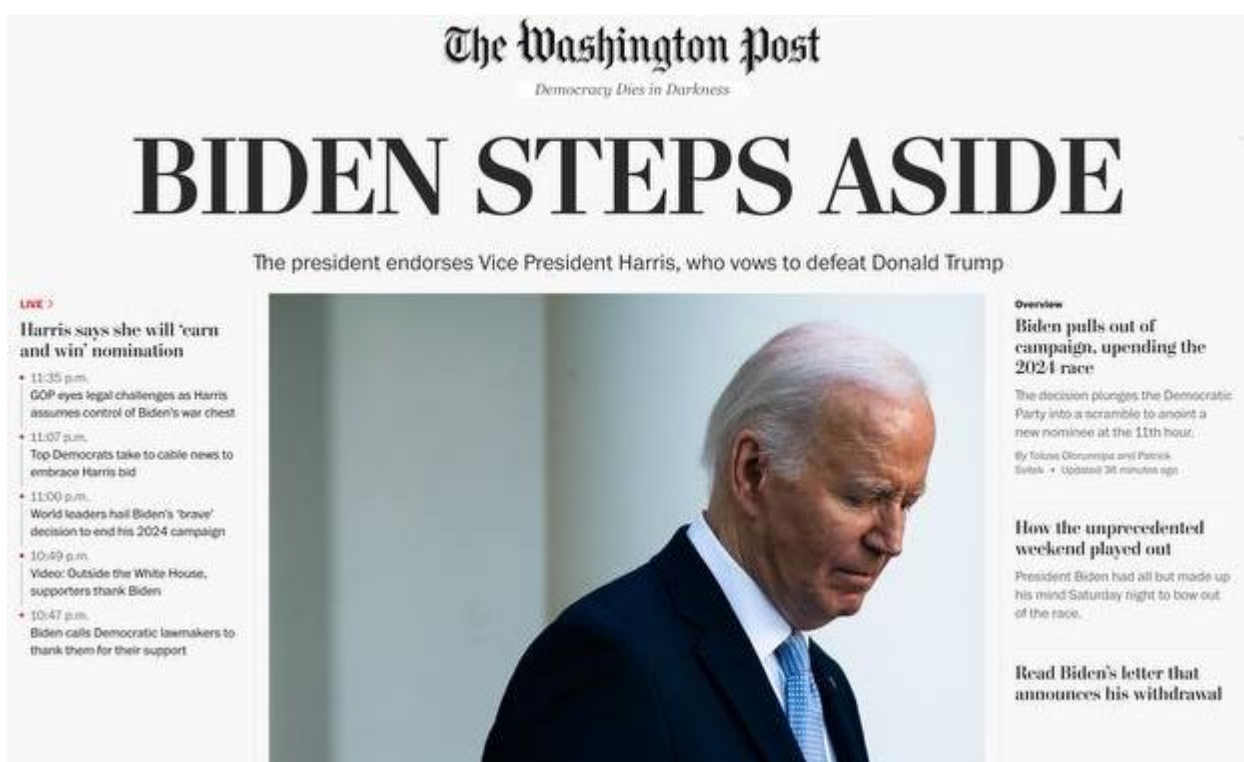 The Washington Post
Democracy Dies in Darkness
BIDEN STEPS ASIDE
The president endorses Vice President Harris, who vows to defeat Donald Trump
LIVE >
Harris says she will ‘earn
and win’ nomination
11:35 p.m.
GOP eyes legal challenges as Harris
assumes control of Biden’s war chest
11:07 p.m.
Top Democrats take to cable news to
embrace Harris bid
11:00 p.m.
World leaders hail Biden’s ‘brave’
decision to end his 2024 campaign
10:49 p.m.
Video: Outside the White House,
supporters thank Biden
10:47 p.m.
Biden calls Democratic lawmakers to
thank them for their support
Overview
Biden pulls out of
campaign, upending the
2024 race
The decision plunges the Democratic
Party into a scramble to anoint a
new nominee at the 11th hour.
By Toluse Olorunnipa and Patrick
Svitek • Updated 38 minutes ago
How the unprecedented
weekend played out
President Biden had all but made up
his mind Saturday night to bow out
of the race.
Read Biden’s letter that
announces his withdrawal